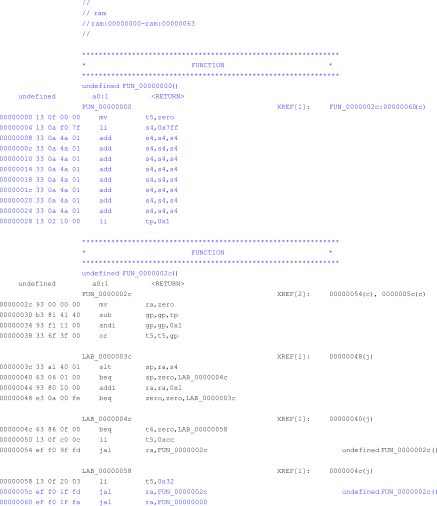 //
// ram
// ram:00000000-ram:00000063
//
*************************************************************
* FUNCTION *
*************************************************************
undefined FUN_00000000()
undefined a0:1 <RETURN>
FUN_00000000 XREF[1]: FUN_0000002c:00000060(c)
00000000 13 0f 00 00 mv t5,zero
00000004 13 0a f0 7f li s4,0x7ff
00000008 33 0a 4a 01 add s4,s4,s4
0000000c 33 0a 4a 01 add s4,s4,s4
00000010 33 0a 4a 01 add s4,s4,s4
00000014 33 0a 4a 01 add s4,s4,s4
00000018 33 0a 4a 01 add s4,s4,s4
0000001c 33 0a 4a 01 add s4,s4,s4
00000020 33 0a 4a 01 add s4,s4,s4
00000024 33 0a 4a 01 add s4,s4,s4
00000028 13 02 10 00 li tp,0x1
*************************************************************
* FUNCTION *
*************************************************************
undefined FUN_0000002c()
undefined a0:1 <RETURN>
FUN_0000002c XREF[2]: 00000054(c), 0000005c(c)
0000002c 93 00 00 00 mv ra,zero
00000030 b3 81 41 40 sub gp,gp,tp
00000034 93 f1 11 00 andi gp,gp,0x1
00000038 33 6f 3f 00 or t5,t5,gp
LAB_0000003c XREF[1]: 00000048(j)
0000003c 33 a1 40 01 slt sp,ra,s4
00000040 63 06 01 00 beq sp,zero,LAB_0000004c
00000044 93 80 10 00 addi ra,ra,0x1
00000048 e3 0a 00 fe beq zero,zero,LAB_0000003c
LAB_0000004c XREF[1]: 00000040(j)
0000004c 63 86 0f 00 beq t6,zero,LAB_00000058
00000050 13 0f c0 0c li t5,0xcc
00000054 ef f0 9f fd jal ra,FUN_0000002c undefined FUN_0000002c()
LAB_00000058 XREF[1]: 0000004c(j)
00000058 13 0f 20 03 li t5,0x32
0000005c ef f0 1f fd jal ra,FUN_0000002c undefined FUN_0000002c()
00000060 ef f0 1f fa jal ra,FUN_00000000